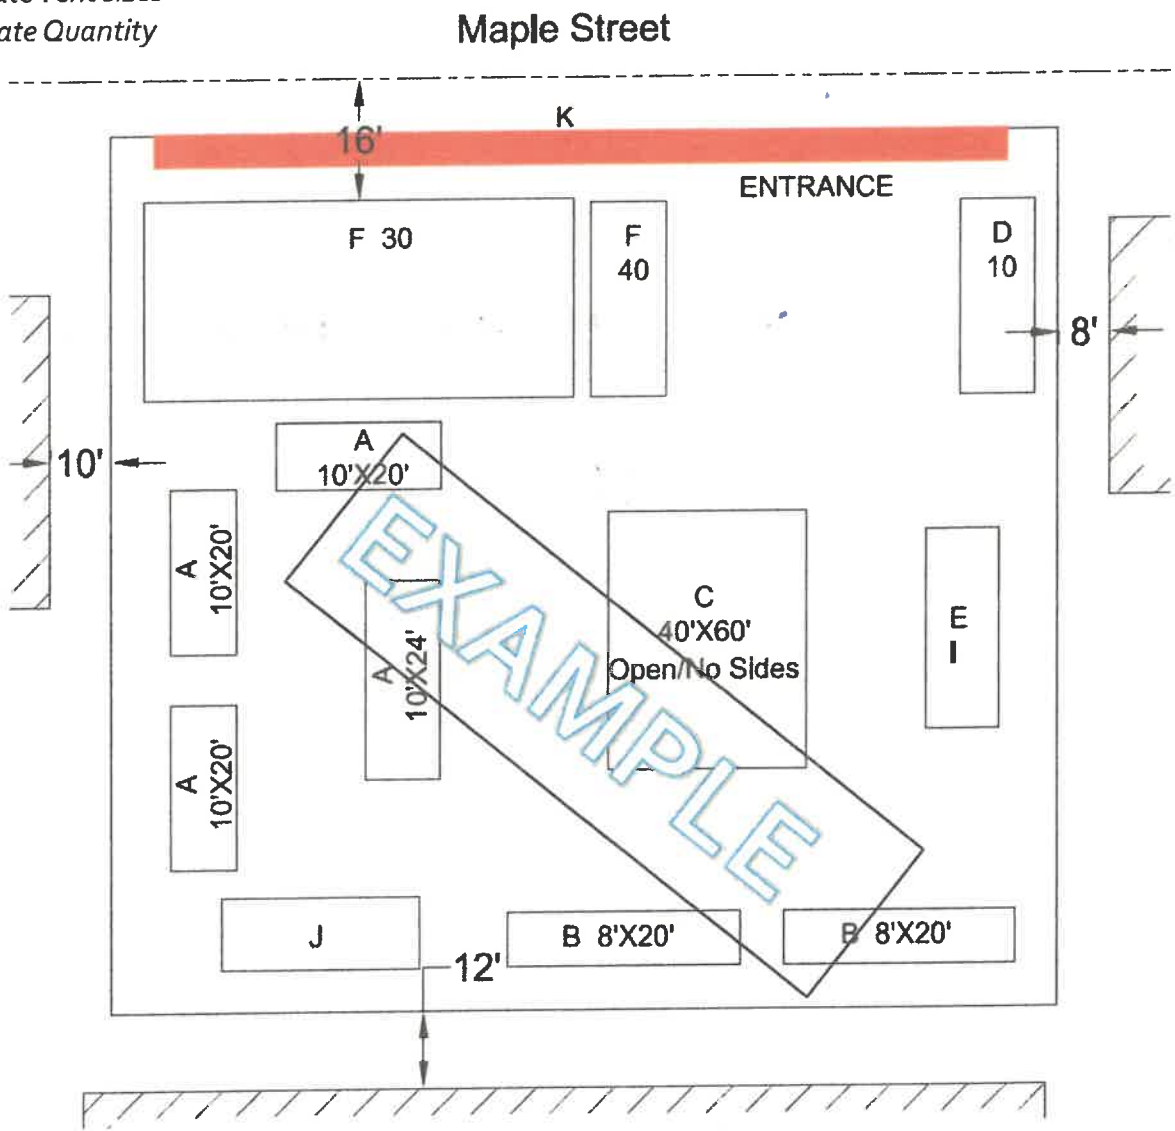 ate Quantity
Maple Street
K
16'
ENTRANCE
F 30
F
40
D
10
8'
10'
A
10'X20'
A
10'X20'
A
10'X24'
C
40'X60'
Open/No Sides
E
I
A
10'X20'
EXAMPLE
J
B 8'X20'
B 8'X20'
12'